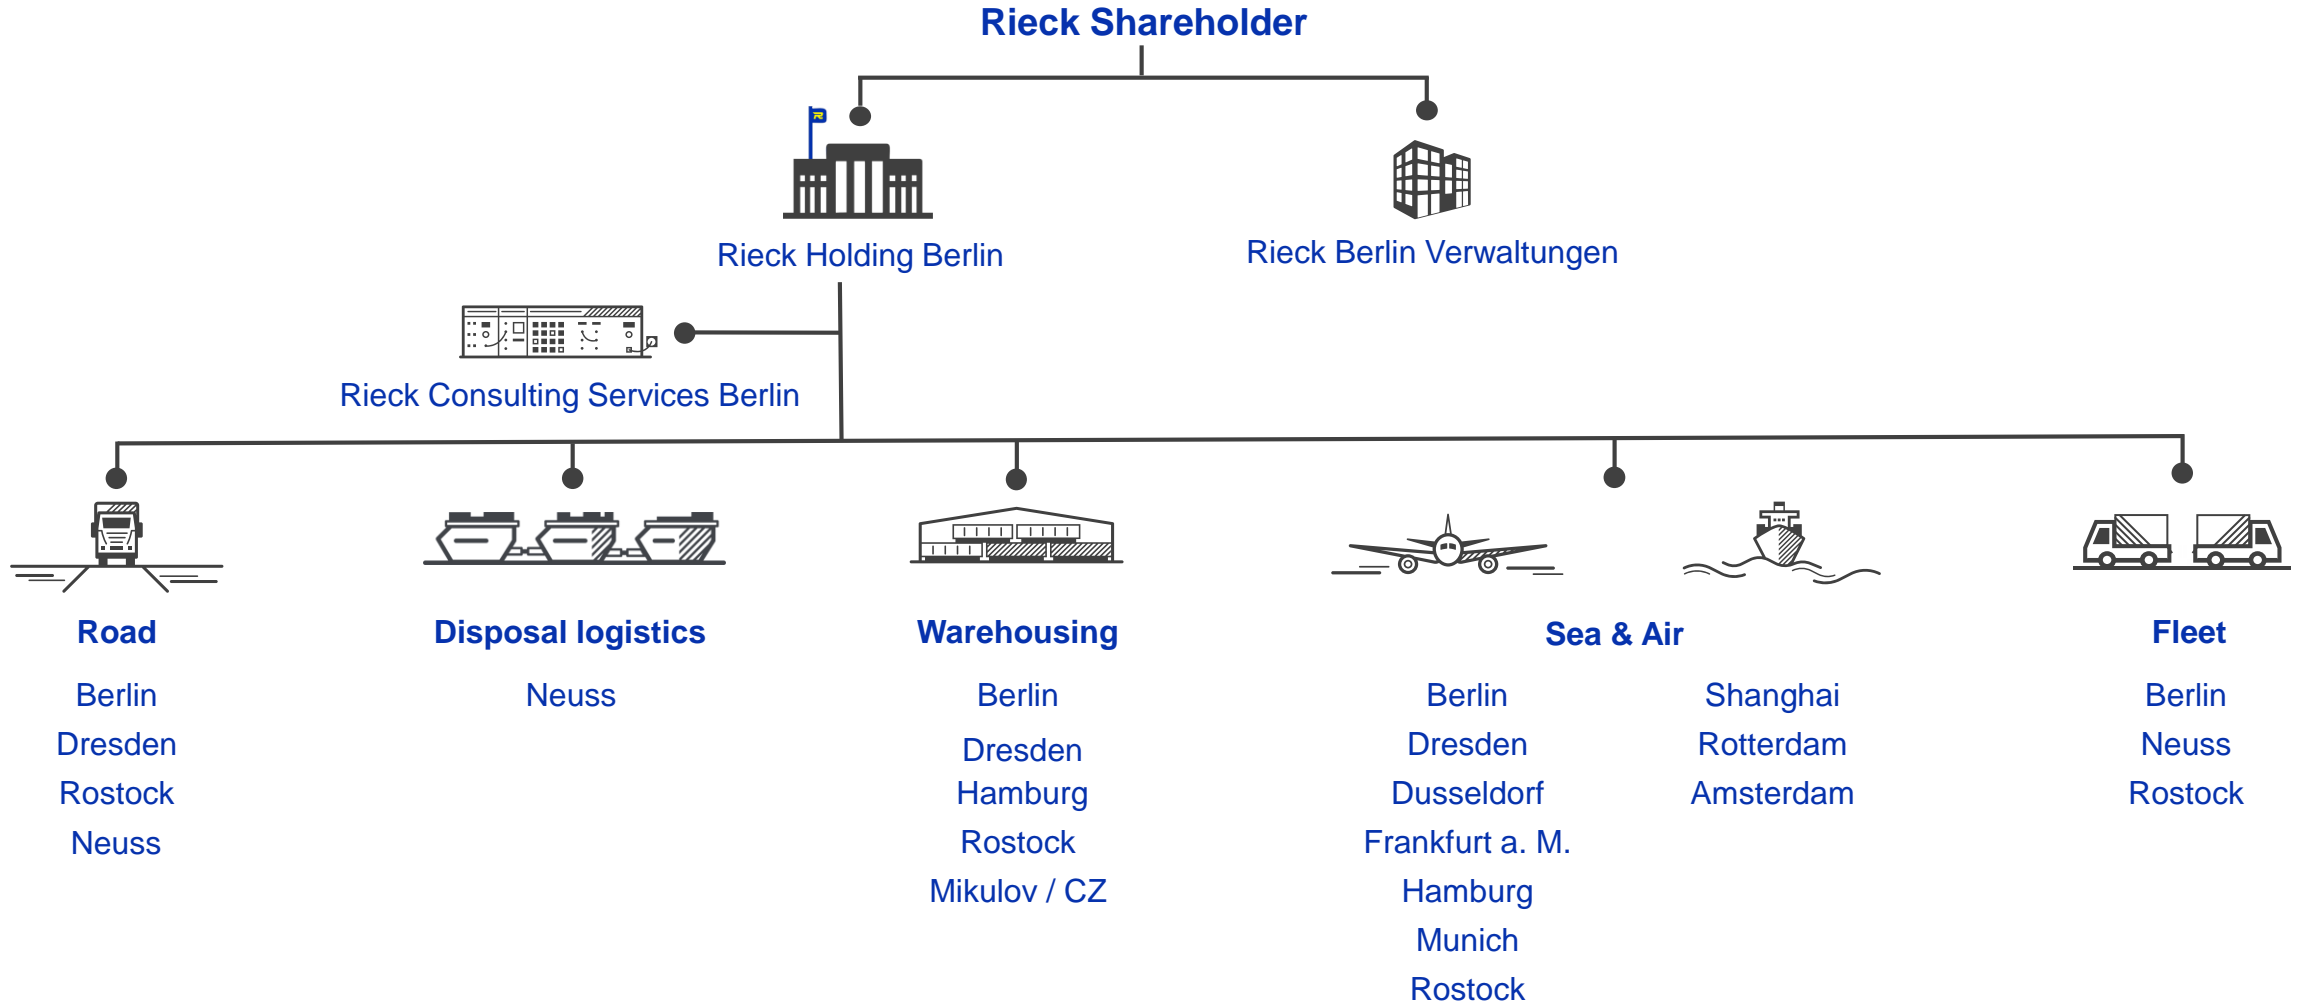 Rieck Shareholder
Rieck Holding Berlin
Rieck Berlin Verwaltungen
Rieck Consulting Services Berlin
Road
Berlin
Dresden
Rostock
Neuss
Disposal logistics
Neuss
Warehousing
Berlin
Dresden
Hamburg
Rostock
Mikulov / CZ
Sea & Air
Berlin
Dresden
Dusseldorf
Frankfurt a. M.
Hamburg
Munich
Rostock
Shanghai
Rotterdam
Amsterdam
Fleet
Berlin
Neuss
Rostock